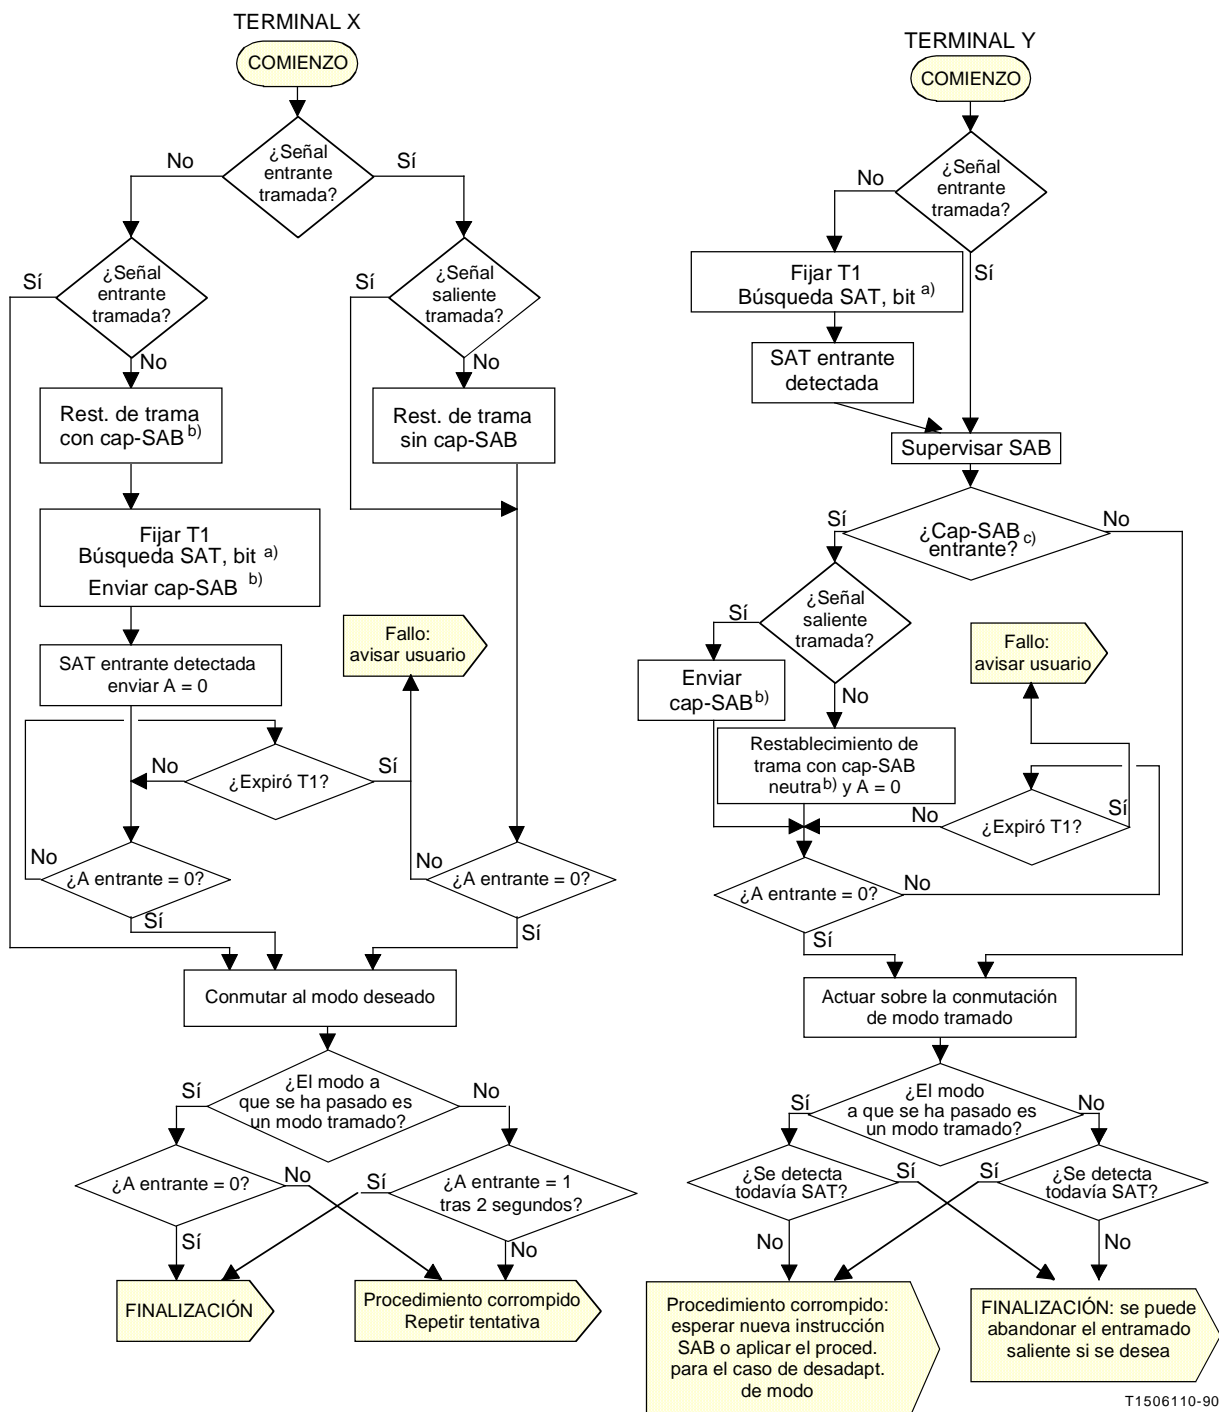 TERMINAL X
COMIENZO
¿Señal
entrante
tramada?
No
Sí
¿Señal
entrante
tramada?
Sí
No
¿Señal
saliente
tramada?
Sí
No
Rest. de trama
con cap-SAB b)
Rest. de trama
sin cap-SAB
Fijar T1
Búsqueda SAT, bit a)
Enviar cap-SAB b)
SAT entrante detectada
enviar A = 0
Fallo:
avisar usuario
¿Expiró T1?
No
Sí
¿A entrante = 0?
No
Sí
¿A entrante = 0?
No
Sí
Conmutar al modo deseado
¿El modo a
que se ha pasado es
un modo tramado?
Sí
No
¿A entrante = 0?
No
Sí
¿A entrante = 1
tras 2 segundos?
Sí
No
FINALIZACIÓN
Procedimiento corrompido
Repetir tentativa
TERMINAL Y
COMIENZO
¿Señal
entrante
tramada?
No
Sí
Fijar T1
Búsqueda SAT, bit a)
SAT entrante
detectada
Supervisar SAB
¿Cap-SAB c)
entrante?
Sí
No
¿Señal
saliente
tramada?
Sí
No
Enviar
cap-SAB b)
Fallo:
avisar usuario
Restablecimiento de
trama con cap-SAB
neutra b) y A = 0
¿Expiró T1?
No
Sí
¿A entrante = 0?
No
Sí
Actuar sobre la conmutación
de modo tramado
¿El modo
a que se ha pasado es
un modo tramado?
Sí
No
¿Se detecta
todavía SAT?
Sí
No
¿Se detecta
todavía SAT?
Sí
No
Procedimiento corrompido:
esperar nueva instrucción
SAB o aplicar el proced.
para el caso de desadapt.
de modo
FINALIZACIÓN: se puede
abandonar el entramado
saliente si se desea
T1506110-90